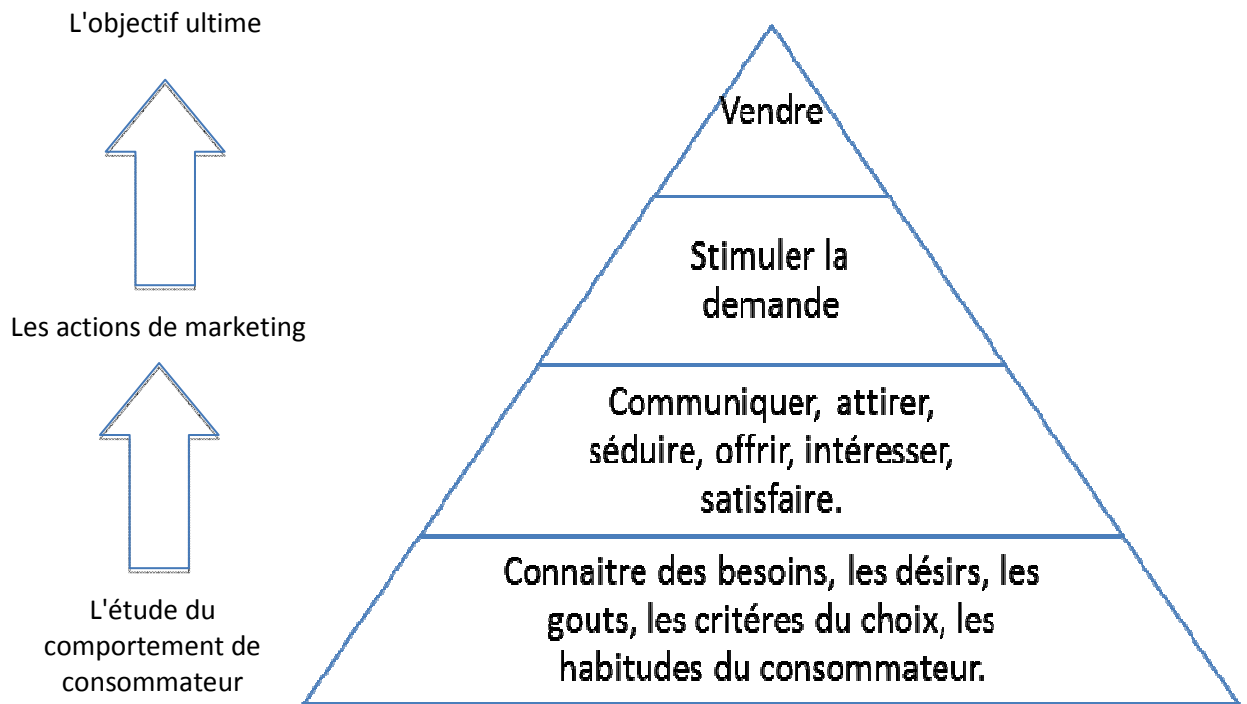 L'objectif ultime
Les actions de marketing
L'étude du
comportement de
consommateur
Vendre
Stimuler la
demande
Communiquer, attirer,
séduire, offrir, intéresser,
satisfaire.
Connaitre des besoins, les désirs, les
gouts, les critéres du choix, les
habitudes du consommateur.